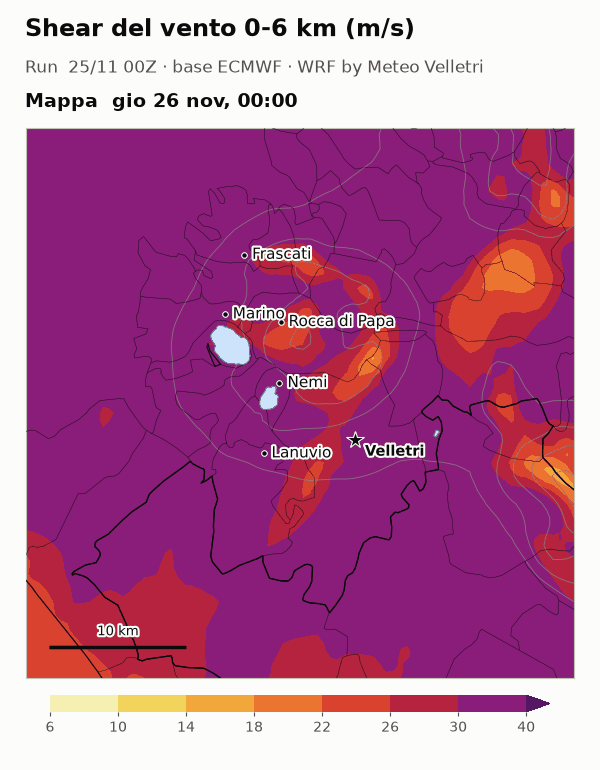 Shear del vento 0-6 km (m/s)
Run  25/11 00Z · base ECMWF · WRF by Meteo Velletri
Mappa  gio 26 nov, 00:00
Frascati
Marino
Rocca di Papa
Nemi
Velletri
Lanuvio
10 km
6 10 14 18 22 26 30 40